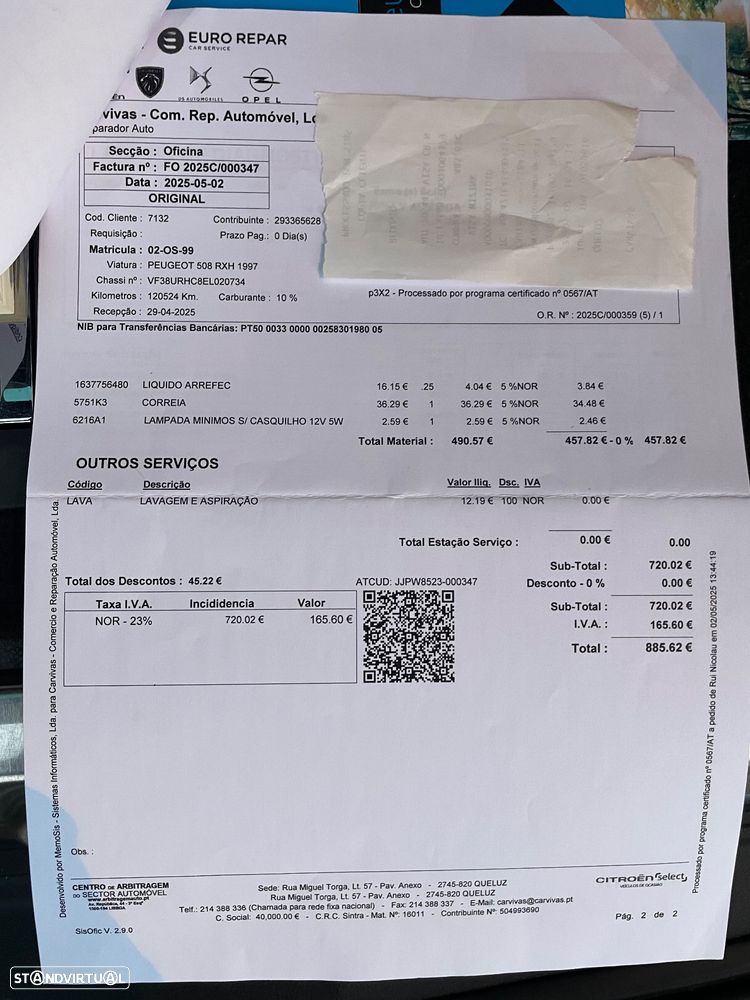 EURO REPAR
CAR SERVICE
DS AUTOMOBILES
OPEL
vivas - Com. Rep. Automóvel, L
parador Auto
Secção : Oficina
Factura nº : FO 2025C/000347
Data : 2025-05-02
ORIGINAL
Cod. Cliente : 7132 Contribuinte : 293365628
Requisição : Prazo Pag.: 0 Dia(s)
Matricula : 02-OS-99
Viatura : PEUGEOT 508 RXH 1997
Chassi nº : VF38URHC8EL020734
Kilometros : 120524 Km. Carburante : 10 %
p3X2 - Processado por programa certificado nº 0567/AT
Recepção : 29-04-2025
O.R. Nº : 2025C/000359 (5) / 1
NIB para Transferências Bancárias: PT50 0033 0000 00258301980 05
1637756480 LIQUIDO ARREFEC 16.15 € .25 4.04 € 5 %NOR 3.84 €
5751K3 CORREIA 36.29 € 1 36.29 € 5 %NOR 34.48 €
6216A1 LAMPADA MINIMOS S/ CASQUILHO 12V 5W 2.59 € 1 2.59 € 5 %NOR 2.46 €
Total Material : 490.57 € 457.82 € - 0 % 457.82 €
OUTROS SERVIÇOS
Código Descrição Valor Iliq. Dsc. IVA
LAVA LAVAGEM E ASPIRAÇÃO 12.19 € 100 NOR 0.00 €
Total Estação Serviço : 0.00 € 0.00
Sub-Total : 720.02 €
Total dos Descontos : 45.22 €
ATCUD: JJPW8523-000347
Desconto - 0 % 0.00 €
Taxa I.V.A. Incididencia Valor
NOR - 23% 720.02 € 165.60 €
Sub-Total : 720.02 €
I.V.A. : 165.60 €
Total : 885.62 €
Desenvolvido por MemoSis - Sistemas Informáticos, Lda. para Carvivas - Comercio e Reparação Automóvel, Lda.
Processado por programa certificado nº 0567/AT a pedido de Rui Nicolau em 02/05/2025 13:44:19
Obs. :
CENTRO DE ARBITRAGEM
DO SECTOR AUTOMÓVEL
www.arbitragemauto.pt
Av. República, 44 - 3º Esqº
1050-194 LISBOA
Sede: Rua Miguel Torga, Lt. 57 - Pav. Anexo - 2745-820 QUELUZ
Rua Miguel Torga, Lt. 57 - Pav. Anexo - 2745-820 QUELUZ
Telf.: 214 388 336 (Chamada para rede fixa nacional) - Fax: 214 388 337 - E-Mail: carvivas@carvivas.pt
C. Social: 40,000.00 € - C.R.C. Sintra - Mat. Nº: 16011 - Contribuinte Nº: 504993690
CITROËN Select
VEÍCULOS DE OCASIÃO
Pág. 2 de 2
SisOfic V. 2.9.0
STANDVIRTUAL